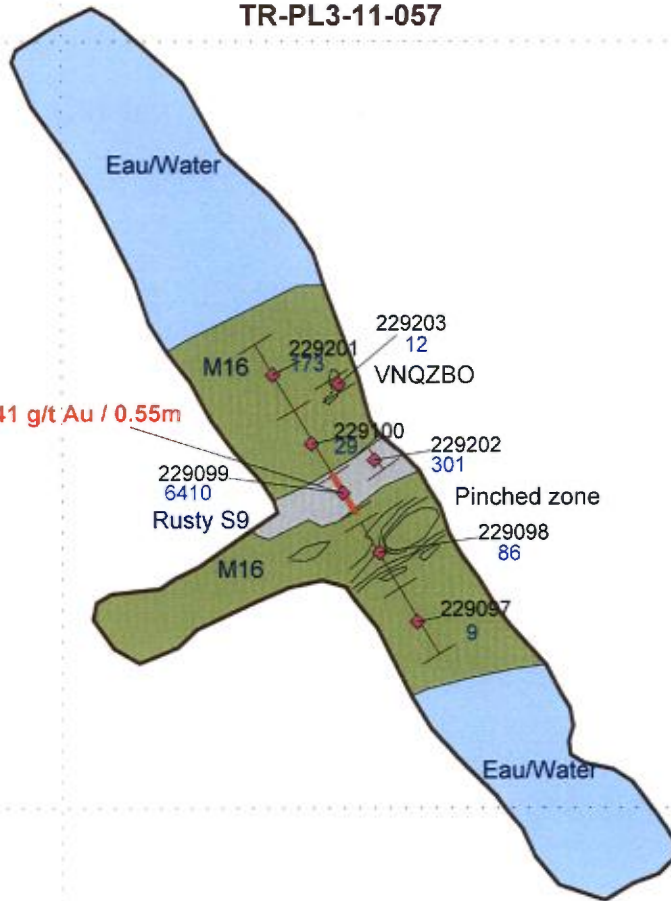 TR-PL3-11-057
Eau/Water
229203
12
229201
173
M16
VNQZBO
41 g/t Au / 0.55m
229100
29
229202
301
229099
6410
Rusty S9
Pinched zone
229098
86
M16
229097
9
Eau/Water